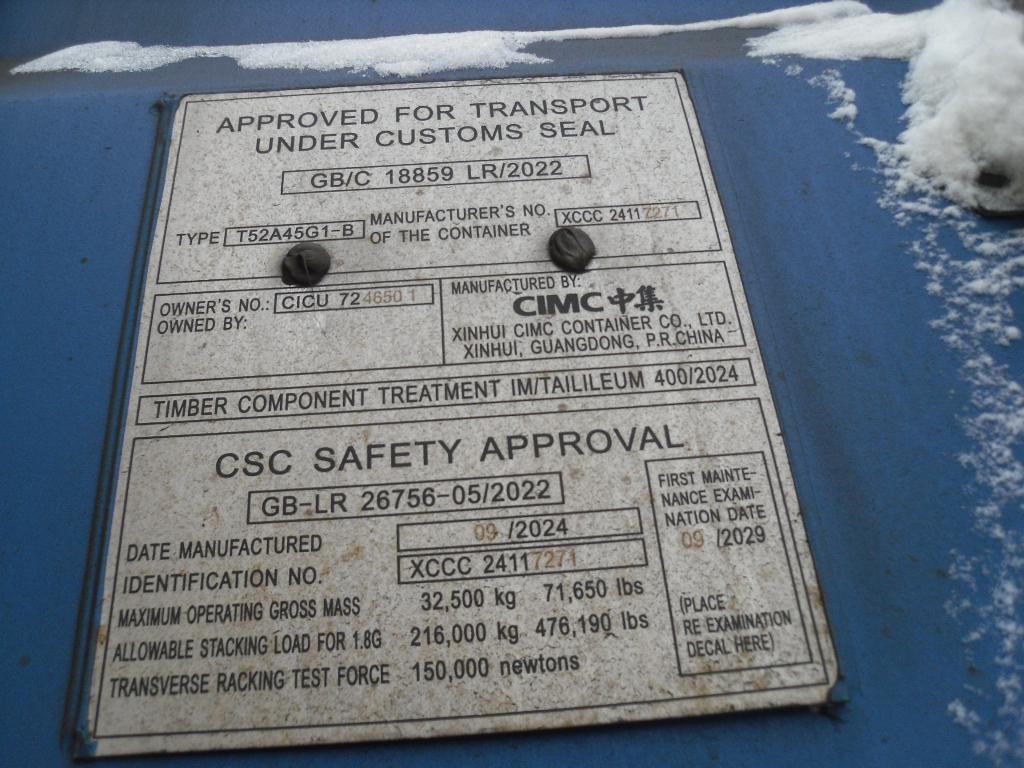 APPROVED FOR TRANSPORT
UNDER CUSTOMS SEAL
GB/C 18859 LR/2022
TYPE T52A45G1-B MANUFACTURER'S NO. OF THE CONTAINER XCCC 24117271
OWNER'S NO.: CICU 724650 1
OWNED BY:
MANUFACTURED BY:
CIMC 中集
XINHUI CIMC CONTAINER CO., LTD.
XINHUI, GUANGDONG, P.R.CHINA
TIMBER COMPONENT TREATMENT IM/TAILILEUM 400/2024
CSC SAFETY APPROVAL
GB-LR 26756-05/2022
DATE MANUFACTURED 09 /2024
IDENTIFICATION NO. XCCC 24117271
MAXIMUM OPERATING GROSS MASS 32,500 kg 71,650 lbs
ALLOWABLE STACKING LOAD FOR 1.8G 216,000 kg 476,190 lbs
TRANSVERSE RACKING TEST FORCE 150,000 newtons
FIRST MAINTE-
NANCE EXAMI-
NATION DATE
09 /2029
(PLACE
RE EXAMINATION
DECAL HERE)